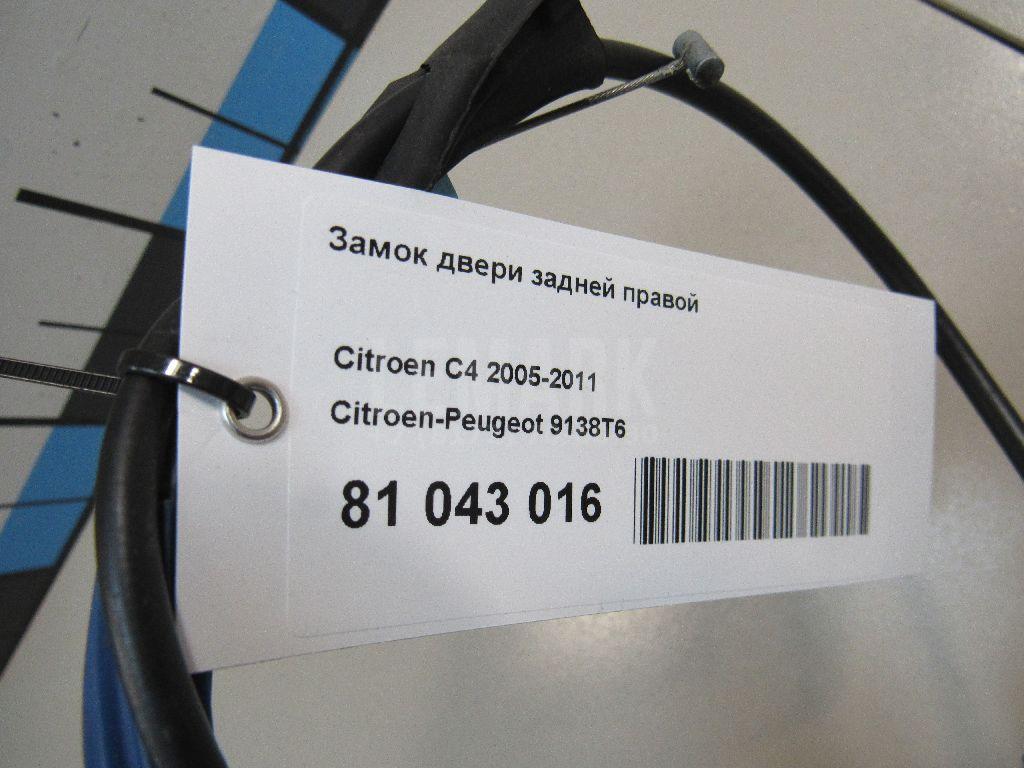 Замок двери задней правой
Citroen C4 2005-2011
Citroen-Peugeot 9138T6
81 043 016